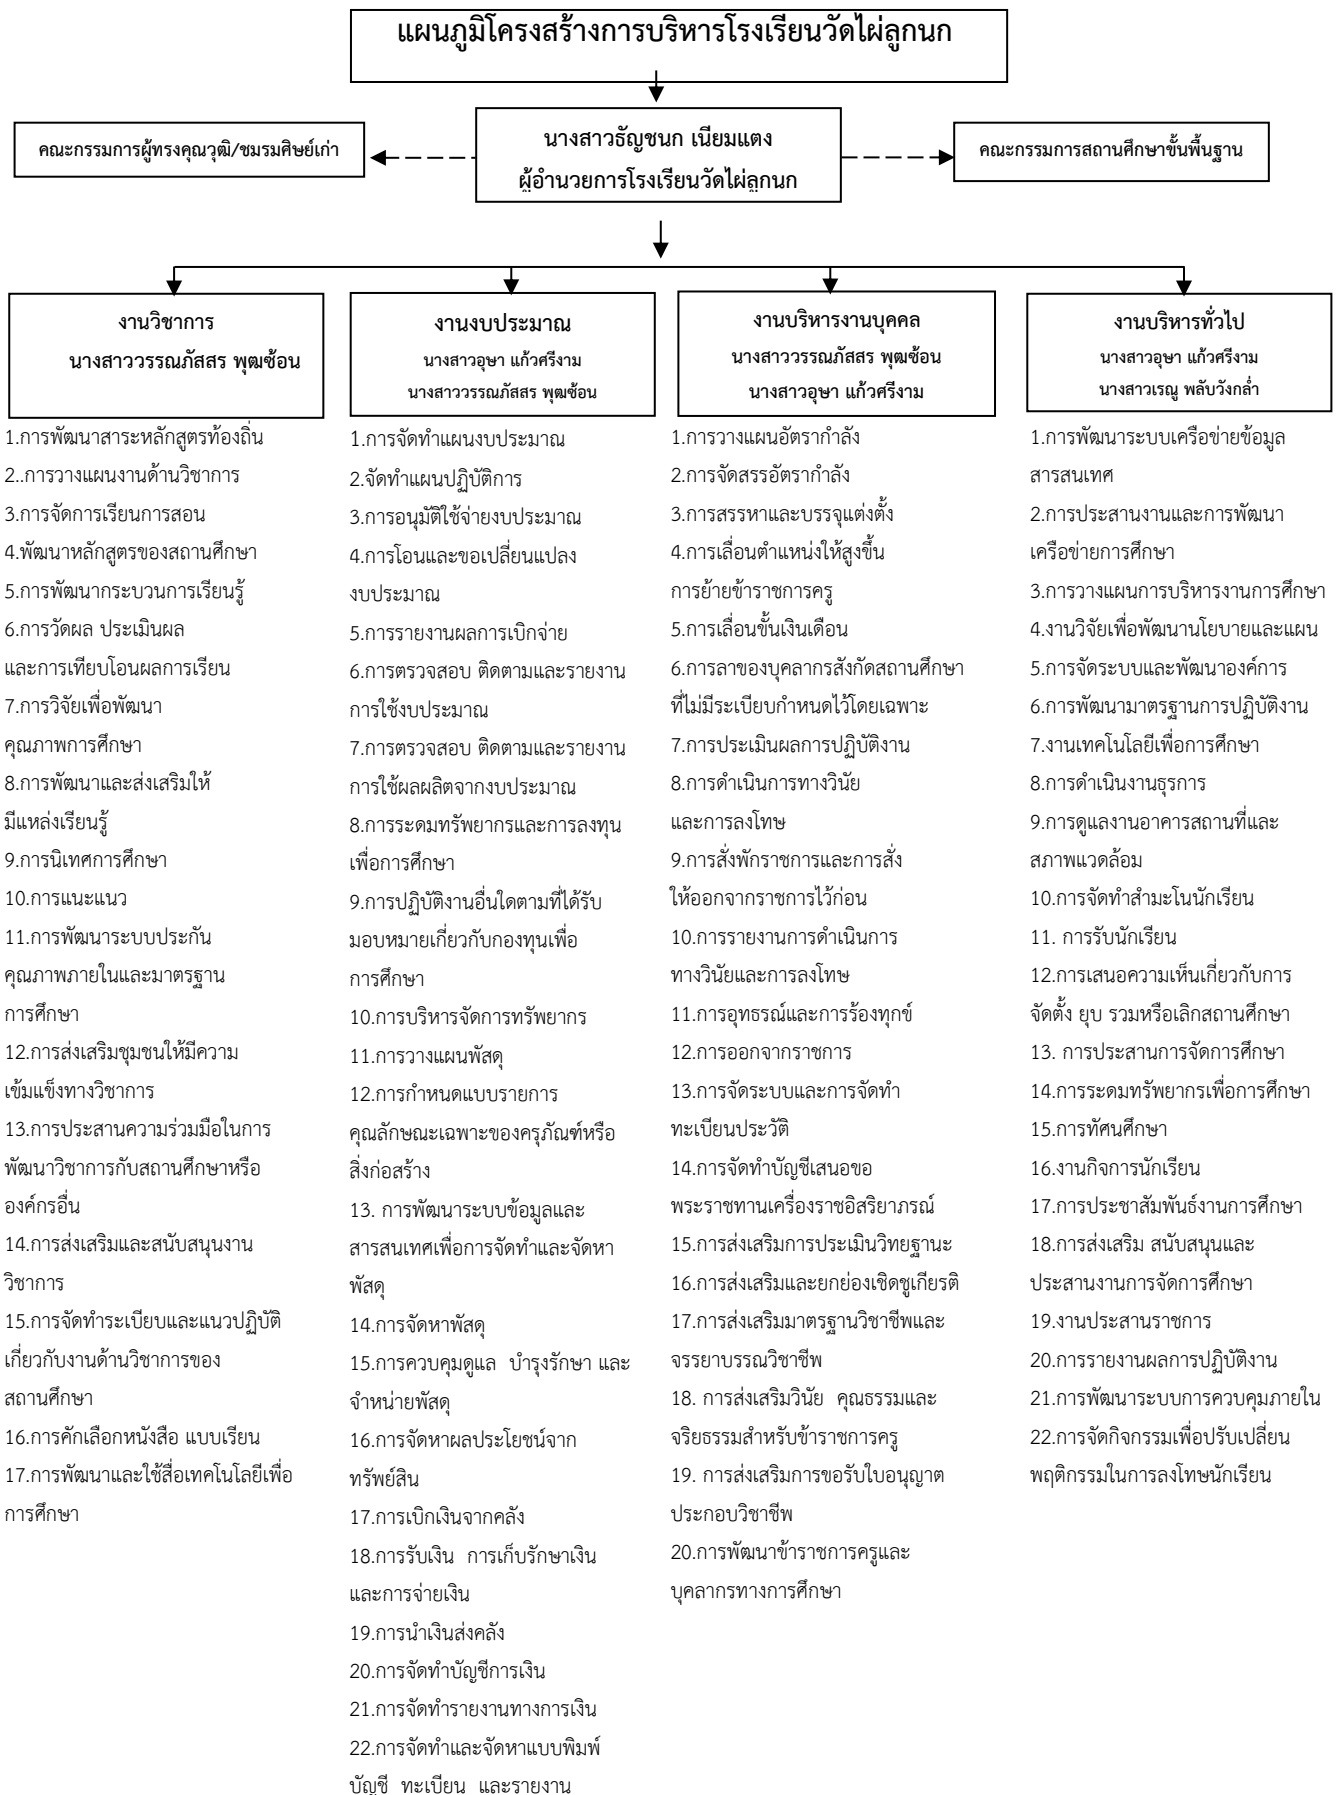 แผนภูมิโครงสร้างการบริหารโรงเรียนวัดไผ่ลูกนก
คณะกรรมการผู้ทรงคุณวุฒิ/ชมรมศิษย์เก่า
นางสาวธัญชนก เนียมแตง
ผู้อำนวยการโรงเรียนวัดไผ่ลูกนก
คณะกรรมการสถานศึกษาขั้นพื้นฐาน
งานวิชาการ
นางสาววรรณภัสสร พุฒซ้อน
1.การพัฒนาสาระหลักสูตรท้องถิ่น
2..การวางแผนงานด้านวิชาการ
3.การจัดการเรียนการสอน
4.พัฒนาหลักสูตรของสถานศึกษา
5.การพัฒนากระบวนการเรียนรู้
6.การวัดผล ประเมินผล
และการเทียบโอนผลการเรียน
7.การวิจัยเพื่อพัฒนา
คุณภาพการศึกษา
8.การพัฒนาและส่งเสริมให้
มีแหล่งเรียนรู้
9.การนิเทศการศึกษา
10.การแนะแนว
11.การพัฒนาระบบประกัน
คุณภาพภายในและมาตรฐาน
การศึกษา
12.การส่งเสริมชุมชนให้มีความ
เข้มแข็งทางวิชาการ
13.การประสานความร่วมมือในการ
พัฒนาวิชาการกับสถานศึกษาหรือ
องค์กรอื่น
14.การส่งเสริมและสนับสนุนงาน
วิชาการ
15.การจัดทำระเบียบและแนวปฏิบัติ
เกี่ยวกับงานด้านวิชาการของ
สถานศึกษา
16.การคักเลือกหนังสือ แบบเรียน
17.การพัฒนาและใช้สื่อเทคโนโลยีเพื่อ
การศึกษา
งานงบประมาณ
นางสาวอุษา แก้วศรีงาม
นางสาววรรณภัสสร พุฒซ้อน
1.การจัดทำแผนงบประมาณ
2.จัดทำแผนปฏิบัติการ
3.การอนุมัติใช้จ่ายงบประมาณ
4.การโอนและขอเปลี่ยนแปลง
งบประมาณ
5.การรายงานผลการเบิกจ่าย
6.การตรวจสอบ ติดตามและรายงาน
การใช้งบประมาณ
7.การตรวจสอบ ติดตามและรายงาน
การใช้ผลผลิตจากงบประมาณ
8.การระดมทรัพยากรและการลงทุน
เพื่อการศึกษา
9.การปฏิบัติงานอื่นใดตามที่ได้รับ
มอบหมายเกี่ยวกับกองทุนเพื่อ
การศึกษา
10.การบริหารจัดการทรัพยากร
11.การวางแผนพัสดุ
12.การกำหนดแบบรายการ
คุณลักษณะเฉพาะของครุภัณฑ์หรือ
สิ่งก่อสร้าง
13. การพัฒนาระบบข้อมูลและ
สารสนเทศเพื่อการจัดทำและจัดหา
พัสดุ
14.การจัดหาพัสดุ
15.การควบคุมดูแล  บำรุงรักษา และ
จำหน่ายพัสดุ
16.การจัดหาผลประโยชน์จาก
ทรัพย์สิน
17.การเบิกเงินจากคลัง
18.การรับเงิน  การเก็บรักษาเงิน
และการจ่ายเงิน
19.การนำเงินส่งคลัง
20.การจัดทำบัญชีการเงิน
21.การจัดทำรายงานทางการเงิน
22.การจัดทำและจัดหาแบบพิมพ์
บัญชี  ทะเบียน  และรายงาน
งานบริหารงานบุคคล
นางสาววรรณภัสสร พุฒซ้อน
นางสาวอุษา แก้วศรีงาม
1.การวางแผนอัตรากำลัง
2.การจัดสรรอัตรากำลัง
3.การสรรหาและบรรจุแต่งตั้ง
4.การเลื่อนตำแหน่งให้สูงขึ้น
การย้ายข้าราชการครู
5.การเลื่อนขั้นเงินเดือน
6.การลาของบุคลากรสังกัดสถานศึกษา
ที่ไม่มีระเบียบกำหนดไว้โดยเฉพาะ
7.การประเมินผลการปฏิบัติงาน
8.การดำเนินการทางวินัย
และการลงโทษ
9.การสั่งพักราชการและการสั่ง
ให้ออกจากราชการไว้ก่อน
10.การรายงานการดำเนินการ
ทางวินัยและการลงโทษ
11.การอุทธรณ์และการร้องทุกข์
12.การออกจากราชการ
13.การจัดระบบและการจัดทำ
ทะเบียนประวัติ
14.การจัดทำบัญชีเสนอขอ
พระราชทานเครื่องราชอิสริยาภรณ์
15.การส่งเสริมการประเมินวิทยฐานะ
16.การส่งเสริมและยกย่องเชิดชูเกียรติ
17.การส่งเสริมมาตรฐานวิชาชีพและ
จรรยาบรรณวิชาชีพ
18. การส่งเสริมวินัย  คุณธรรมและ
จริยธรรมสำหรับข้าราชการครู
19. การส่งเสริมการขอรับใบอนุญาต
ประกอบวิชาชีพ
20.การพัฒนาข้าราชการครูและ
บุคลากรทางการศึกษา
งานบริหารทั่วไป
นางสาวอุษา แก้วศรีงาม
นางสาวเรณู พลับวังกล่ำ
1.การพัฒนาระบบเครือข่ายข้อมูล
สารสนเทศ
2.การประสานงานและการพัฒนา
เครือข่ายการศึกษา
3.การวางแผนการบริหารงานการศึกษา
4.งานวิจัยเพื่อพัฒนานโยบายและแผน
5.การจัดระบบและพัฒนาองค์การ
6.การพัฒนามาตรฐานการปฏิบัติงาน
7.งานเทคโนโลยีเพื่อการศึกษา
8.การดำเนินงานธุรการ
9.การดูแลงานอาคารสถานที่และ
สภาพแวดล้อม
10.การจัดทำสำมะโนนักเรียน
11. การรับนักเรียน
12.การเสนอความเห็นเกี่ยวกับการ
จัดตั้ง ยุบ รวมหรือเลิกสถานศึกษา
13. การประสานการจัดการศึกษา
14.การระดมทรัพยากรเพื่อการศึกษา
15.การทัศนศึกษา
16.งานกิจการนักเรียน
17.การประชาสัมพันธ์งานการศึกษา
18.การส่งเสริม สนับสนุนและ
ประสานงานการจัดการศึกษา
19.งานประสานราชการ
20.การรายงานผลการปฏิบัติงาน
21.การพัฒนาระบบการควบคุมภายใน
22.การจัดกิจกรรมเพื่อปรับเปลี่ยน
พฤติกรรมในการลงโทษนักเรียน